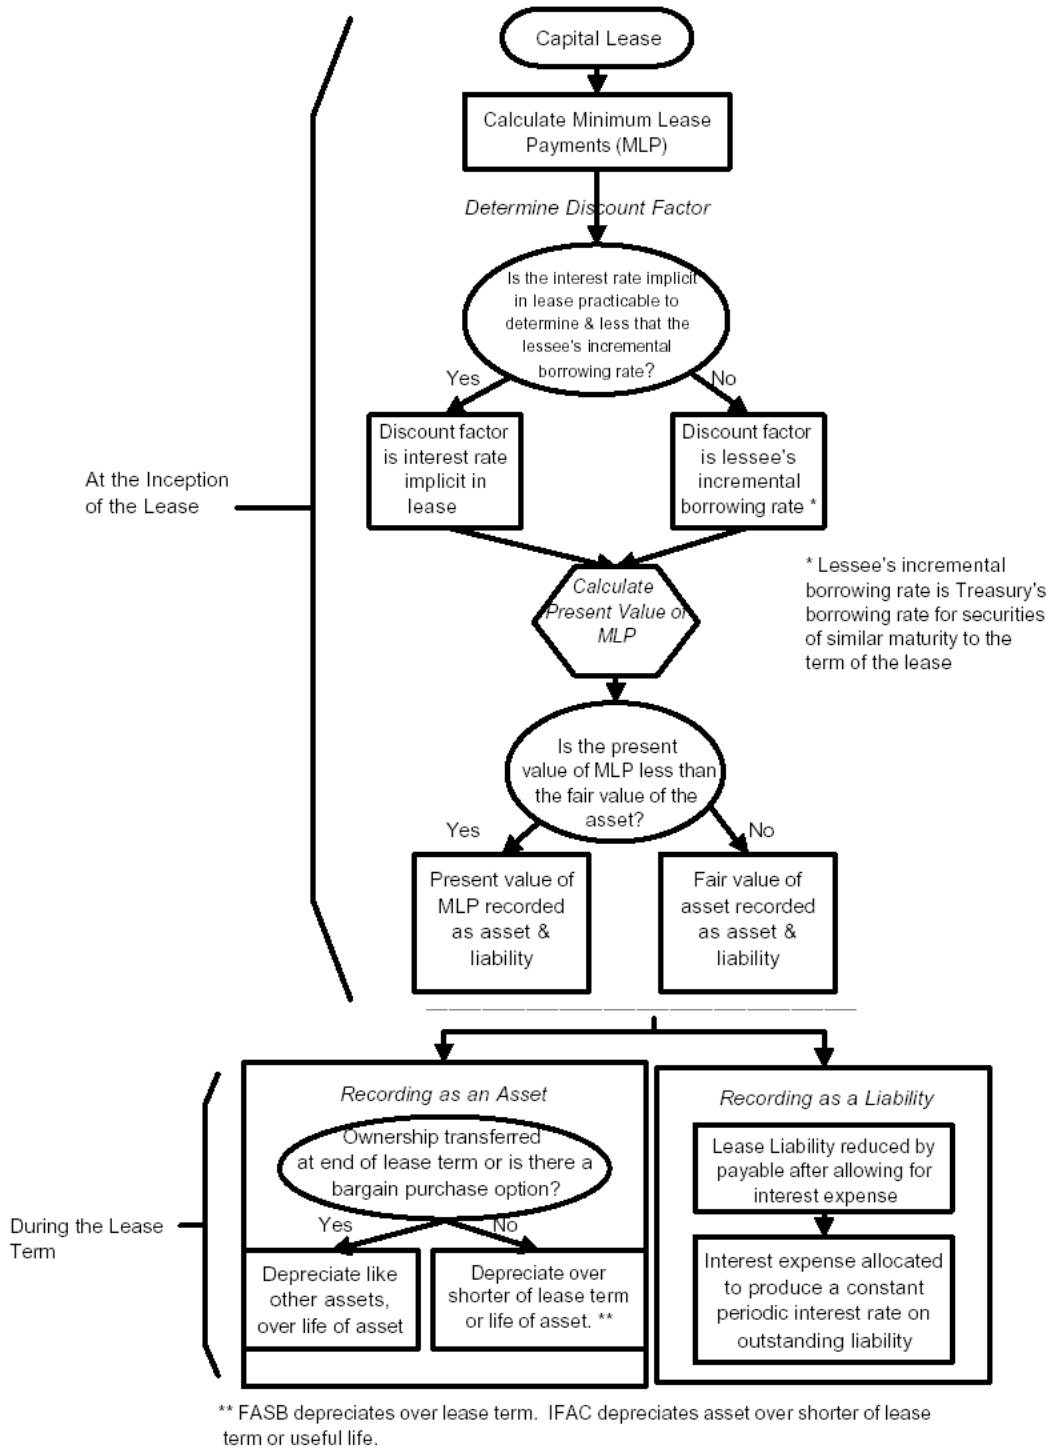 Capital Lease
Calculate Minimum Lease
Payments (MLP)
Determine Discount Factor
Is the interest rate implicit
in lease practicable to
determine & less that the
lessee's incremental
borrowing rate?
Yes
No
Discount factor
is interest rate
implicit in
lease
Discount factor
is lessee's
incremental
borrowing rate *
At the Inception
of the Lease
* Lessee's incremental
borrowing rate is Treasury's
borrowing rate for securities
of similar maturity to the
term of the lease
Calculate
Present Value of
MLP
Is the present
value of MLP less than
the fair value of the
asset?
Yes
No
Present value of
MLP recorded
as asset &
liability
Fair value of
asset recorded
as asset &
liability
During the Lease
Term
Recording as an Asset
Ownership transferred
at end of lease term or is there a
bargain purchase option?
Yes
No
Depreciate like
other assets,
over life of asset
Depreciate over
shorter of lease term
or life of asset. **
Recording as a Liability
Lease Liability reduced by
payable after allowing for
interest expense
Interest expense allocated
to produce a constant
periodic interest rate on
outstanding liability
** FASB depreciates over lease term. IFAC depreciates asset over shorter of lease
term or useful life.